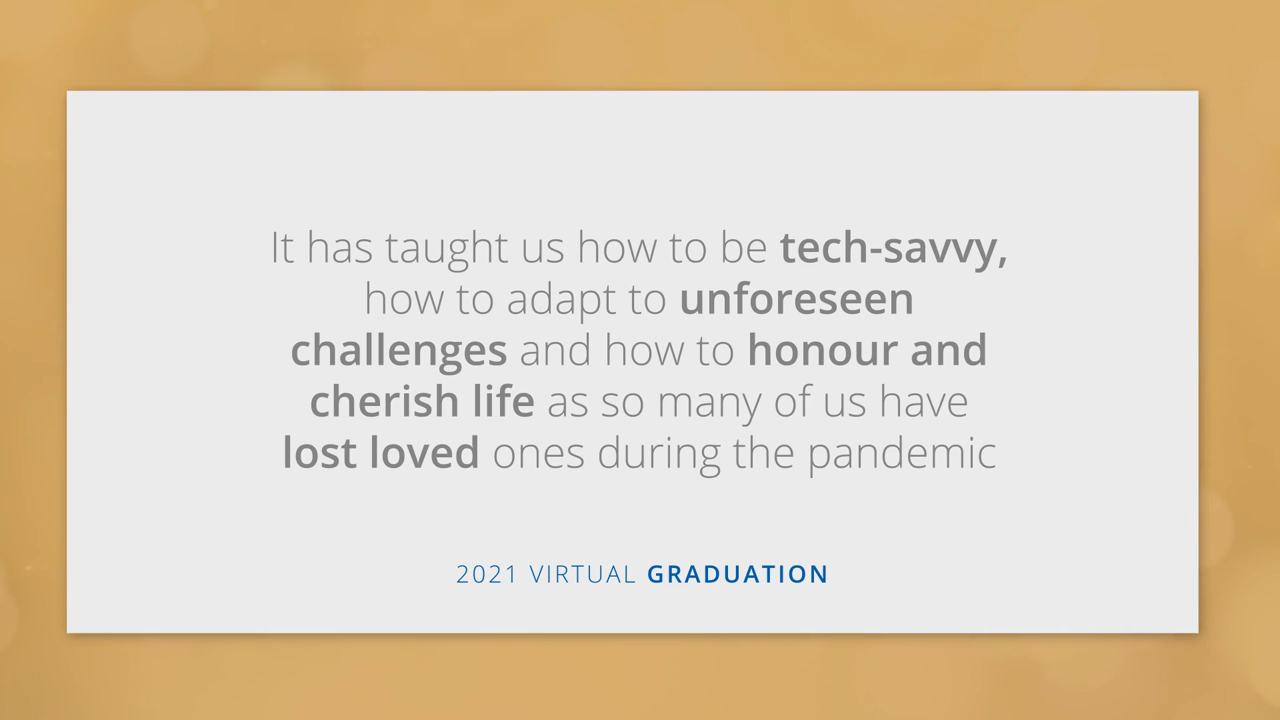 It has taught us how to be tech-savvy,
how to adapt to unforeseen
challenges and how to honour and
cherish life as so many of us have
lost loved ones during the pandemic
2021 VIRTUAL GRADUATION